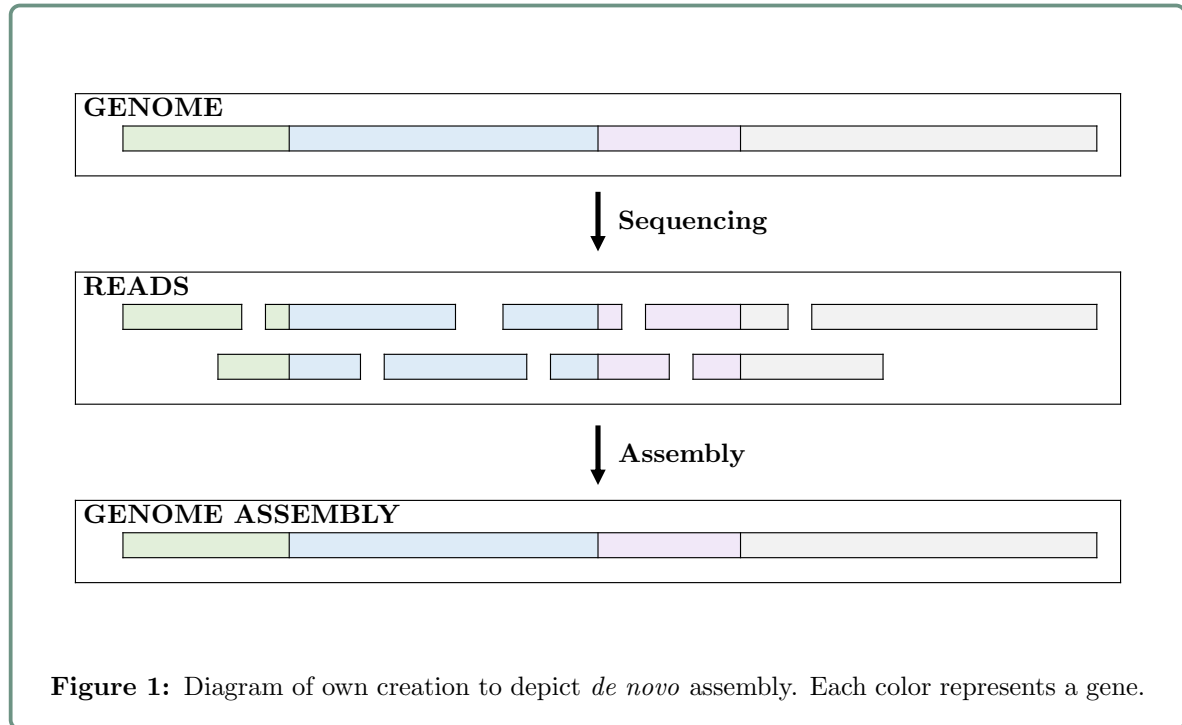 GENOME
Sequencing
READS
Assembly
GENOME ASSEMBLY
Figure 1: Diagram of own creation to depict de novo assembly. Each color represents a gene.